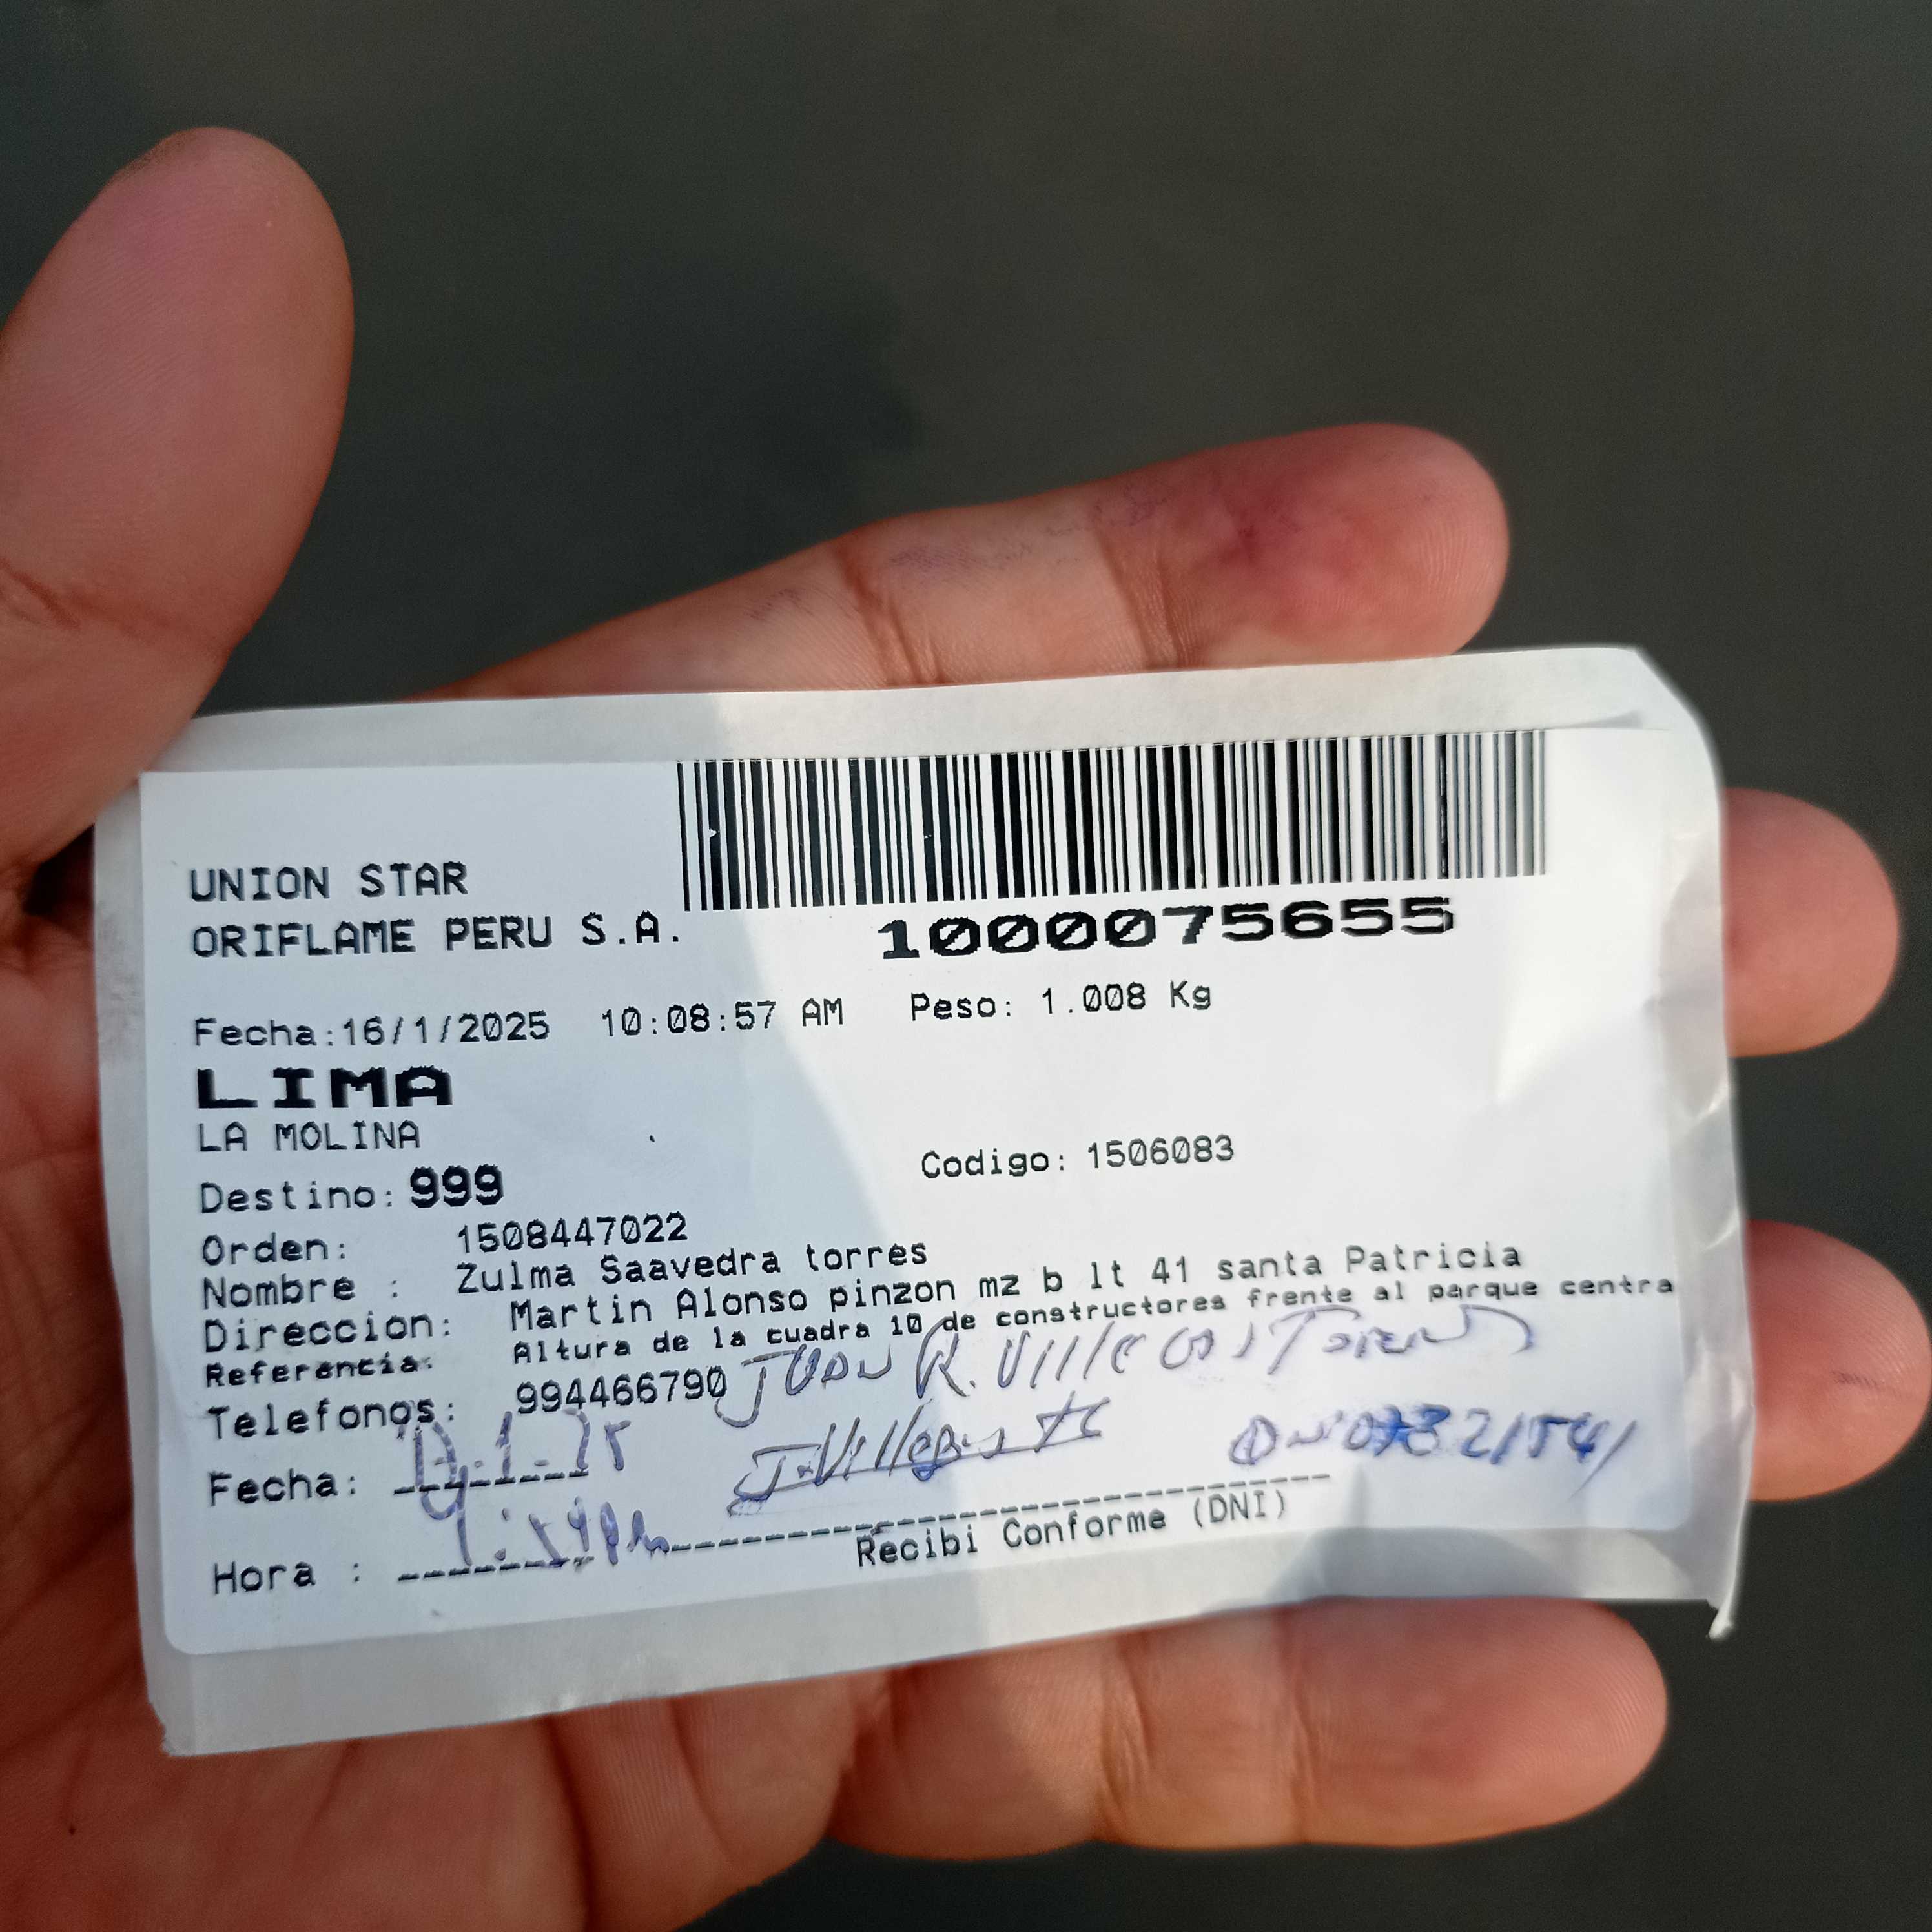 UNION STAR
ORIFLAME PERU S.A.
1000075655
Fecha:16/1/2025 10:08:57 AM Peso: 1.008 Kg
LIMA
LA MOLINA
Codigo: 1506083
Destino: 999
Orden: 1508447022
Nombre : Zulma Saavedra torres
Direccion: Martin Alonso pinzon mz b lt 41 santa Patricia
Referencia: Altura de la cuadra 10 de constructores frente al parque centra
Telefonos: 994466790
Juan R.
Fecha:
Hora :
Recibi Conforme (DNI)